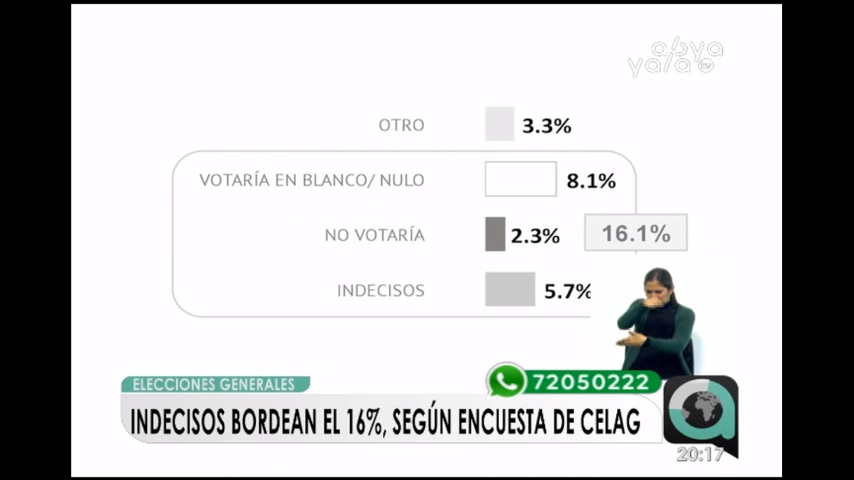 abya
yala tv
OTRO 3.3%
VOTARÍA EN BLANCO/ NULO 8.1%
NO VOTARÍA 2.3% 16.1%
INDECISOS 5.7%
ELECCIONES GENERALES
72050222
INDECISOS BORDEAN EL 16%, SEGÚN ENCUESTA DE CELAG
20:17